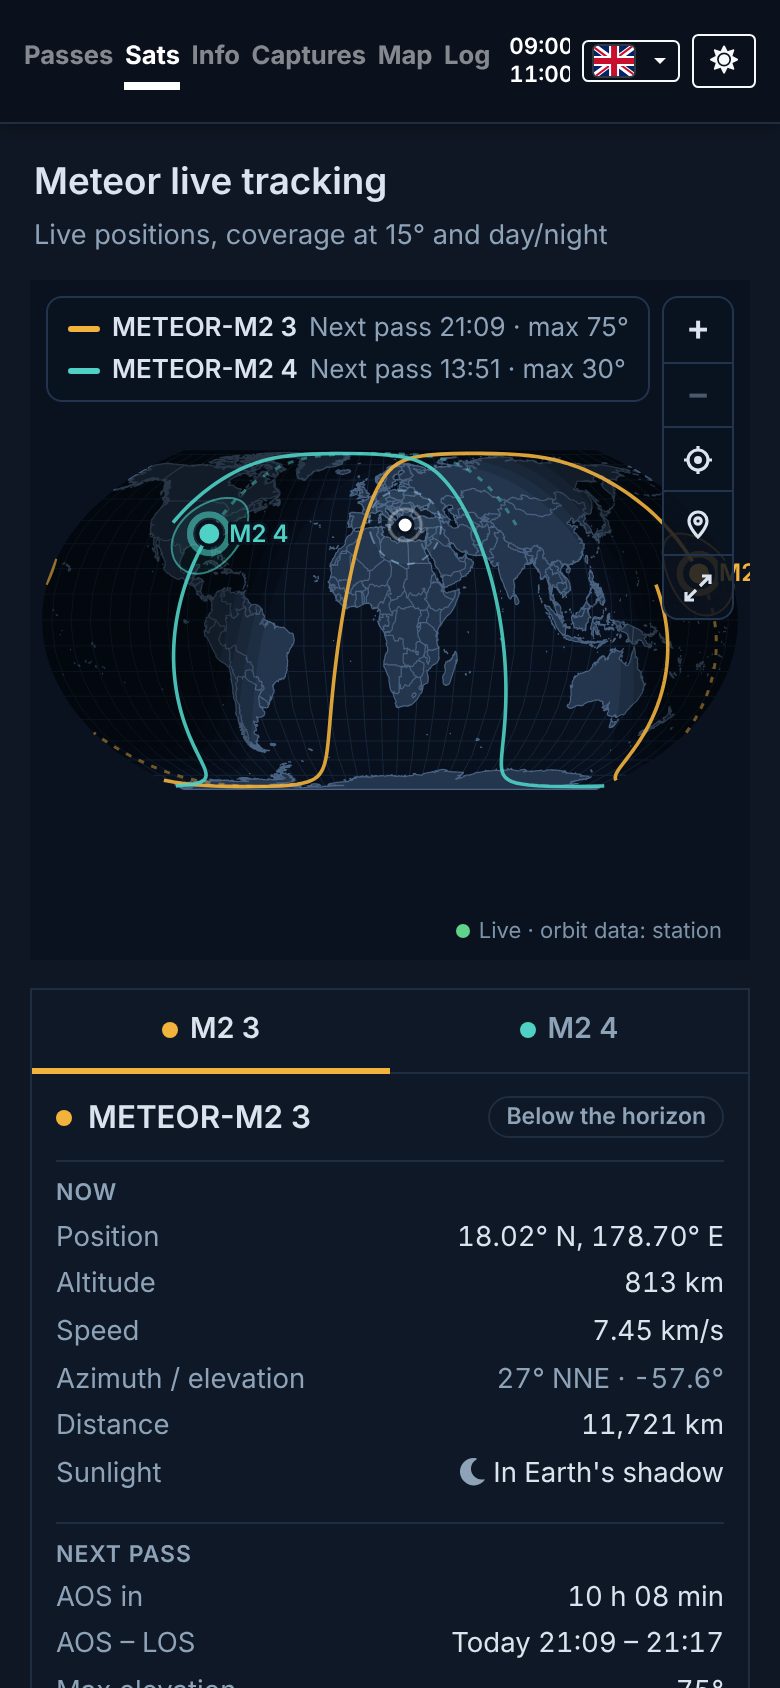 Passes Sats Info Captures Map Log
09:00
11:00
Meteor live tracking
Live positions, coverage at 15° and day/night
METEOR-M2 3 Next pass 21:09 · max 75°
METEOR-M2 4 Next pass 13:51 · max 30°
+
−
M2 4
M2
Live · orbit data: station
M2 3
M2 4
METEOR-M2 3
Below the horizon
NOW
Position 18.02° N, 178.70° E
Altitude 813 km
Speed 7.45 km/s
Azimuth / elevation 27° NNE · -57.6°
Distance 11,721 km
Sunlight In Earth's shadow
NEXT PASS
AOS in 10 h 08 min
AOS – LOS Today 21:09 – 21:17
Max elevation 75°